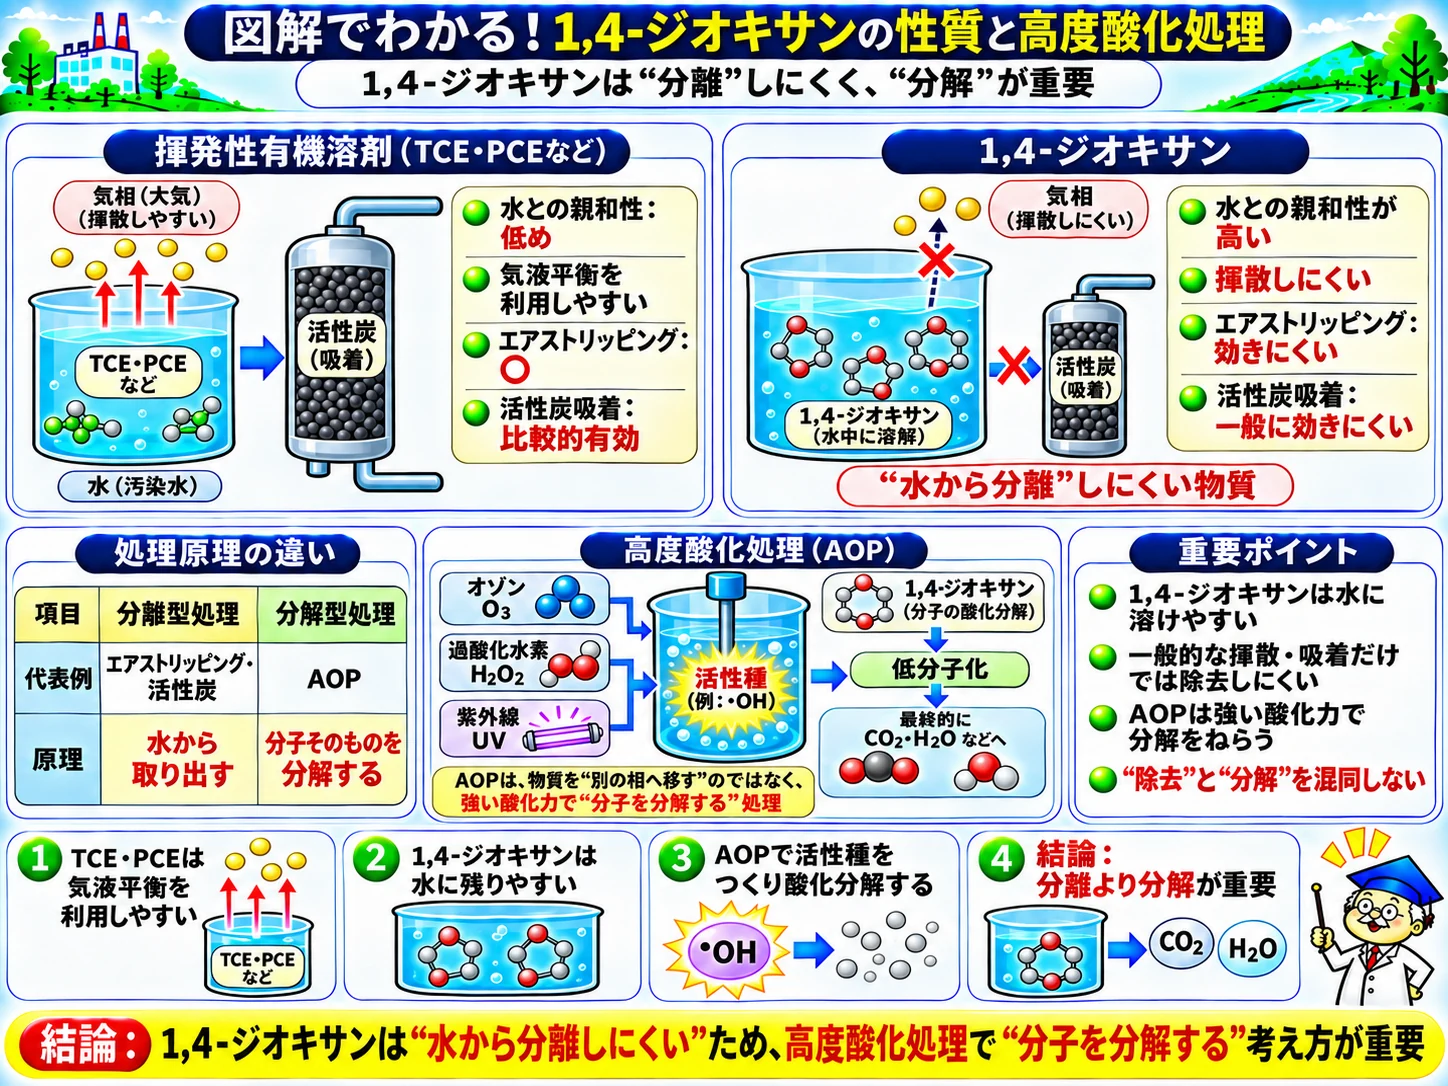 図解でわかる！1,4-ジオキサンの性質と高度酸化処理
1,4-ジオキサンは“分離”しにくく、“分解”が重要
揮発性有機溶剤（TCE・PCEなど）
気相（大気）
（揮散しやすい）
TCE・PCE
など
水（汚染水）
活性炭
（吸着）
水との親和性：
低め
気液平衡を
利用しやすい
エアストリッピング：
○
活性炭吸着：
比較的有効
1,4-ジオキサン
気相
（揮散しにくい）
1,4-ジオキサン
（水中に溶解）
活性炭
（吸着）
水との親和性が
高い
揮散しにくい
エアストリッピング：
効きにくい
活性炭吸着：
一般に効きにくい
“水から分離”しにくい物質
処理原理の違い
項目 分離型処理 分解型処理
代表例 エアストリッピング・ AOP
活性炭
原理 水から 分子そのものを
取り出す 分解する
高度酸化処理（AOP）
オゾン
O₃
過酸化水素
H₂O₂
紫外線
UV
活性種
（例：•OH）
1,4-ジオキサン
（分子の酸化分解）
低分子化
最終的に
CO₂・H₂O などへ
AOPは、物質を“別の相へ移す”のではなく、
強い酸化力で“分子を分解する”処理
重要ポイント
1,4-ジオキサンは水に
溶けやすい
一般的な揮散・吸着だけ
では除去しにくい
AOPは強い酸化力で
分解をねらう
“除去”と“分解”を混同しない
1 TCE・PCEは
気液平衡を
利用しやすい
TCE・PCE
など
2 1,4-ジオキサンは
水に残りやすい
3 AOPで活性種を
つくり酸化分解する
•OH
4 結論：
分離より分解が重要
CO₂ H₂O
結論： 1,4-ジオキサンは“水から分離しにくい”ため、高度酸化処理で“分子を分解する”考え方が重要